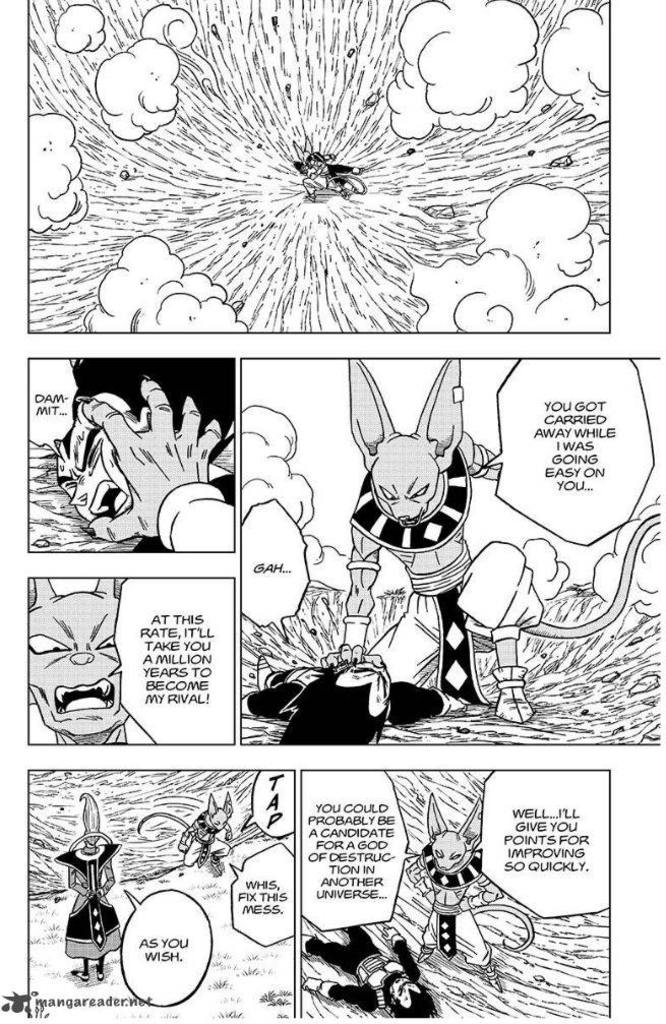 DAM-
MIT...
YOU GOT
CARRIED
AWAY WHILE
I WAS
GOING
EASY ON
YOU...
GAH...
AT THIS
RATE, IT'LL
TAKE YOU
A MILLION
YEARS TO
BECOME
MY RIVAL!
TAP
WHIS,
FIX THIS
MESS.
AS YOU
WISH.
WELL...I'LL
GIVE YOU
POINTS FOR
IMPROVING
SO QUICKLY.
YOU COULD
PROBABLY BE
A CANDIDATE
FOR A GOD
OF DESTRUC-
TION IN
ANOTHER
UNIVERSE...
mangareader.net